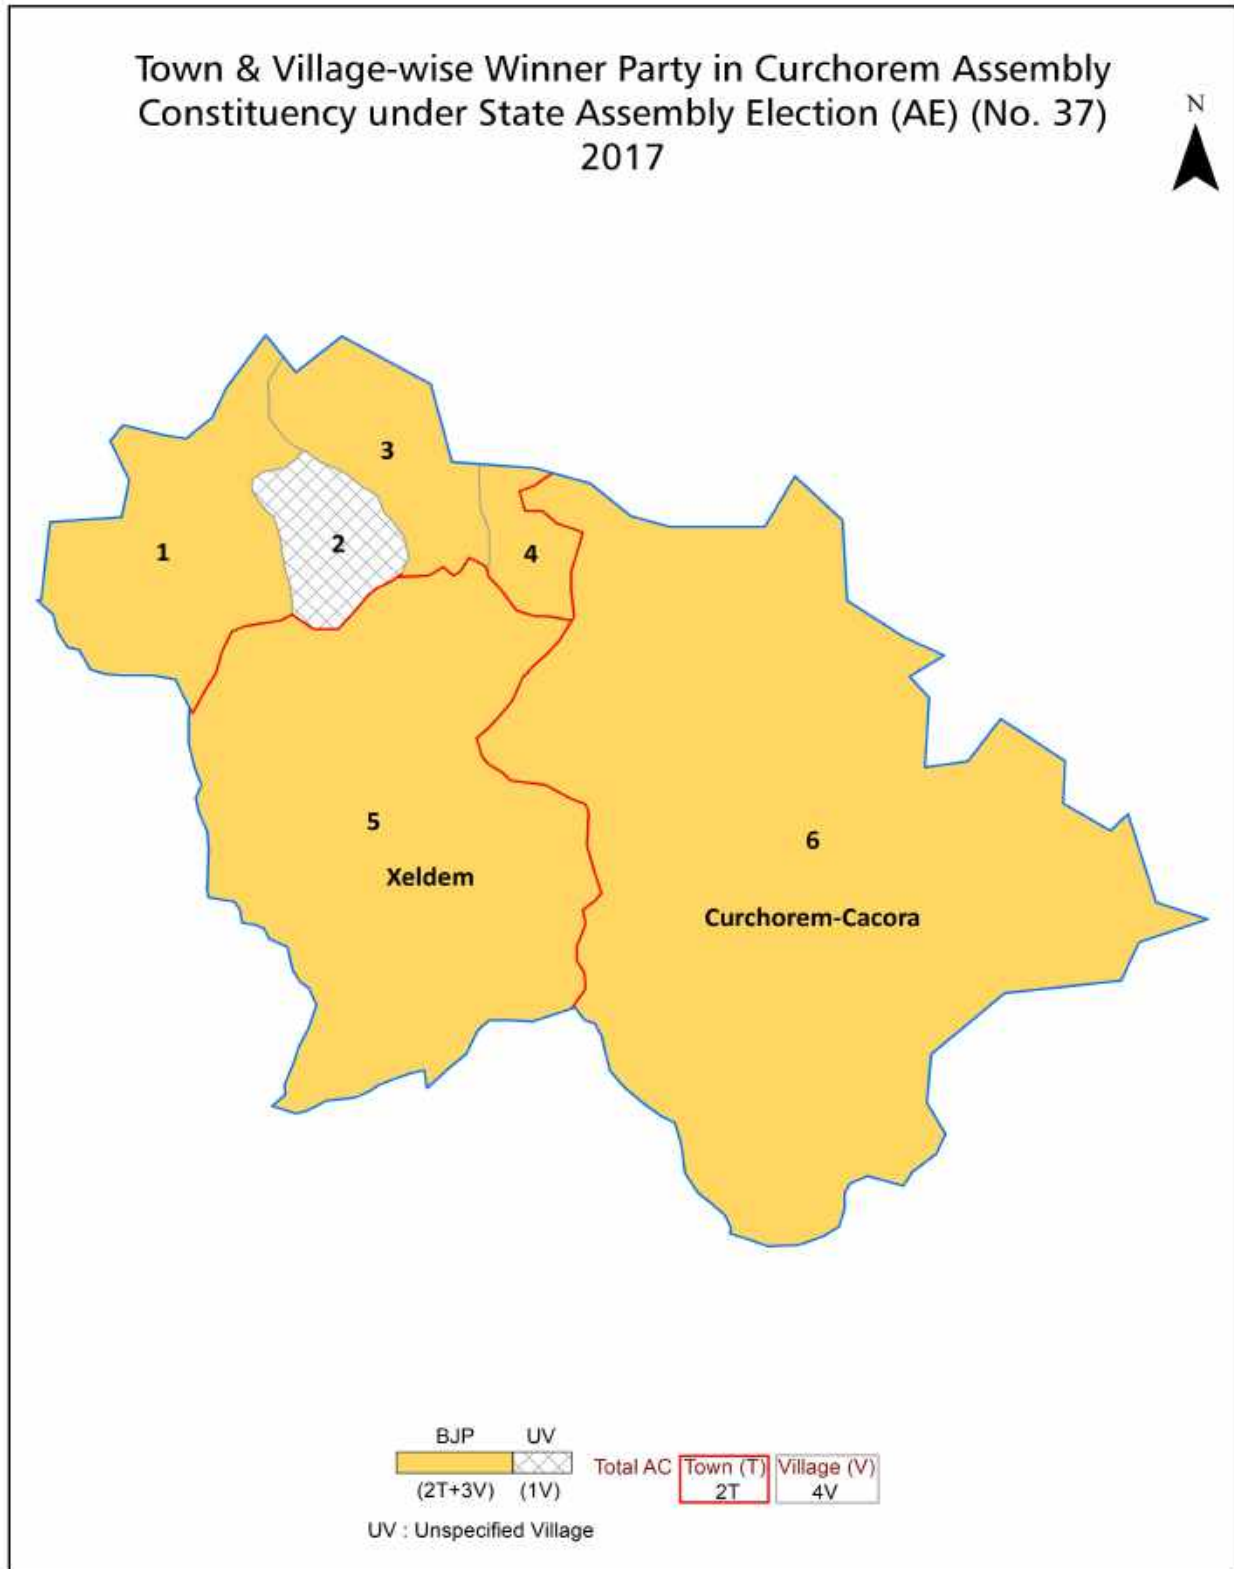 Town & Village-wise Winner Party in Curchorem Assembly
Constituency under State Assembly Election (AE) (No. 37)
2017
N
3
2
1
4
5
Xeldem
6
Curchorem-Cacora
BJP UV
Total AC Town (T) Village (V)
(2T+3V) (1V) 2T 4V
UV : Unspecified Village